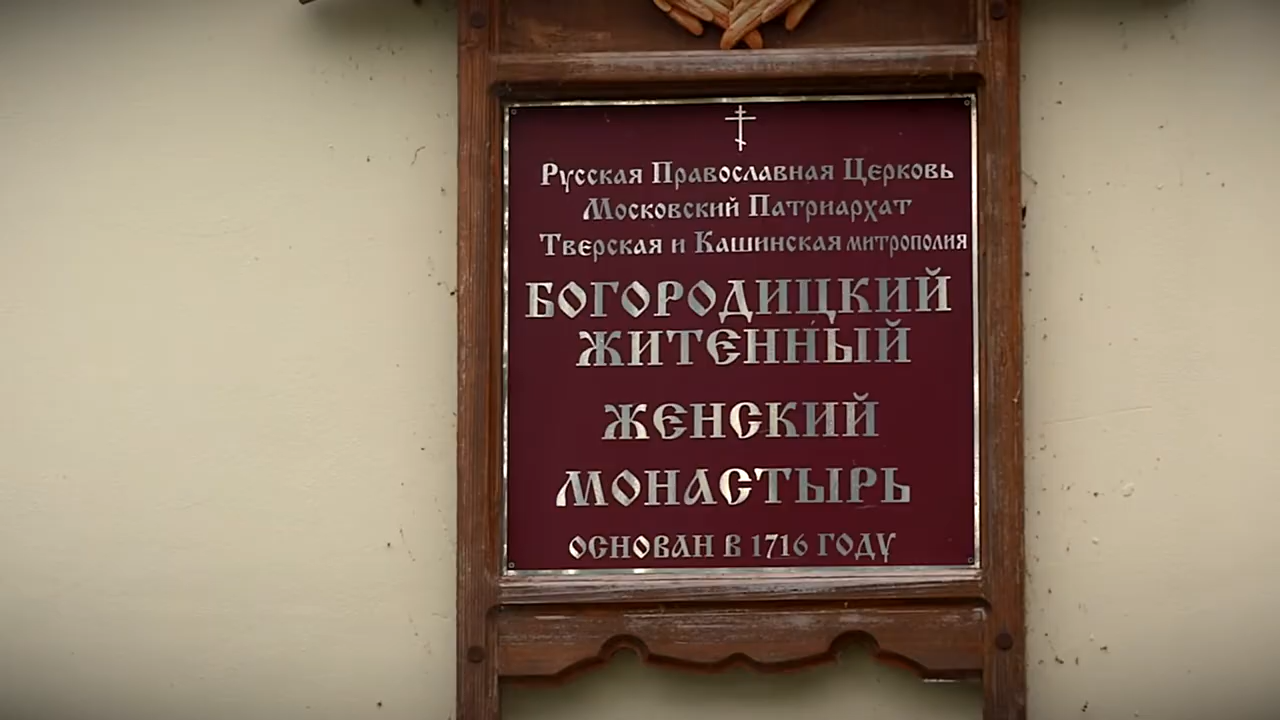 Русская Православная Церковь
Московский Патриархат
Тверская и Кашинская митрополия
БОГОРОДИЦКИЙ
ЖИТЕННЫЙ
ЖЕНСКИЙ
МОНАСТЫРЬ
ОСНОВАН В 1716 ГОДУ